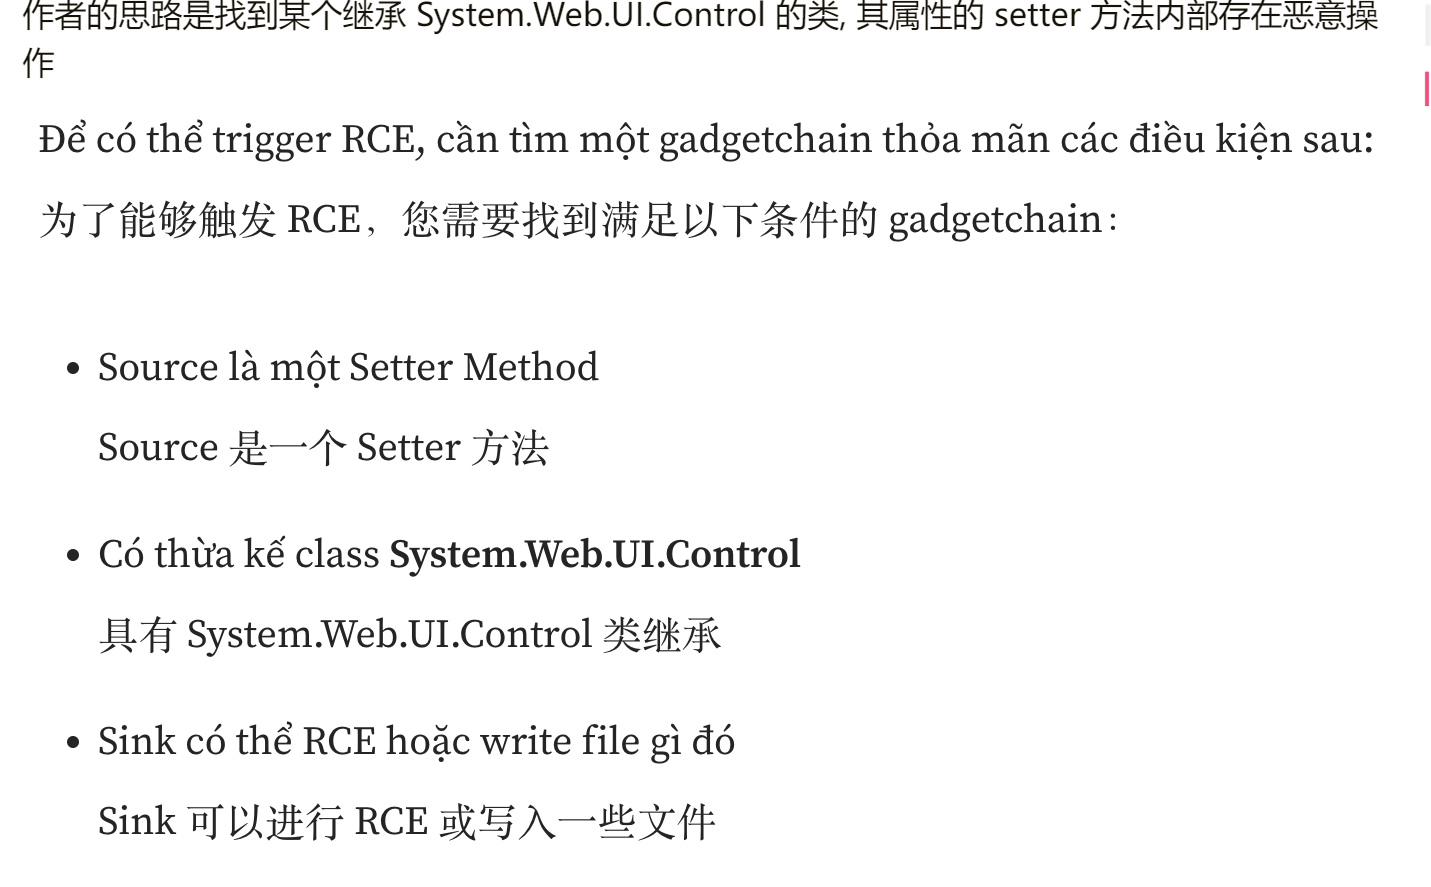 作者的思路是找到某个继承 System.Web.UI.Control 的类, 其属性的 setter 方法内部存在恶意操
作
Để có thể trigger RCE, cần tìm một gadgetchain thỏa mãn các điều kiện sau:
为了能够触发 RCE，您需要找到满足以下条件的 gadgetchain：
• Source là một Setter Method
Source 是一个 Setter 方法
• Có thừa kế class System.Web.UI.Control
具有 System.Web.UI.Control 类继承
• Sink có thể RCE hoặc write file gì đó
Sink 可以进行 RCE 或写入一些文件